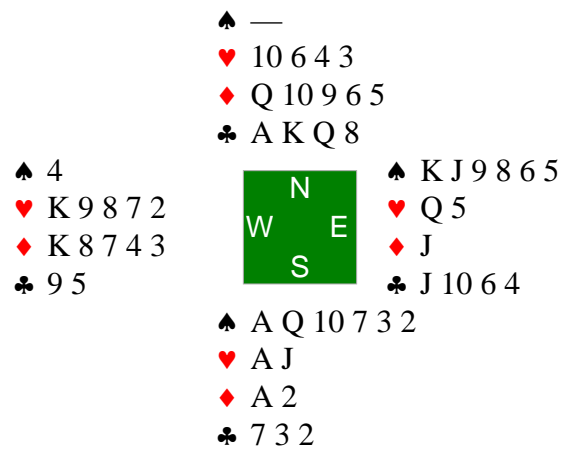 ♠ —
♥ 10 6 4 3
♦ Q 10 9 6 5
♣ A K Q 8
♠ 4
♥ K 9 8 7 2
♦ K 8 7 4 3
♣ 9 5
N
W E
S
♠ K J 9 8 6 5
♥ Q 5
♦ J
♣ J 10 6 4
♠ A Q 10 7 3 2
♥ A J
♦ A 2
♣ 7 3 2